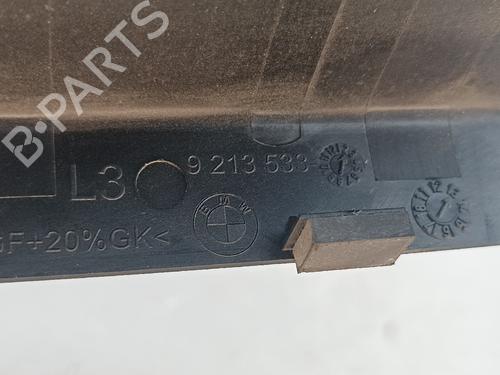 B-PARTS
L3 9 213 533
F+20%GK<
BMW